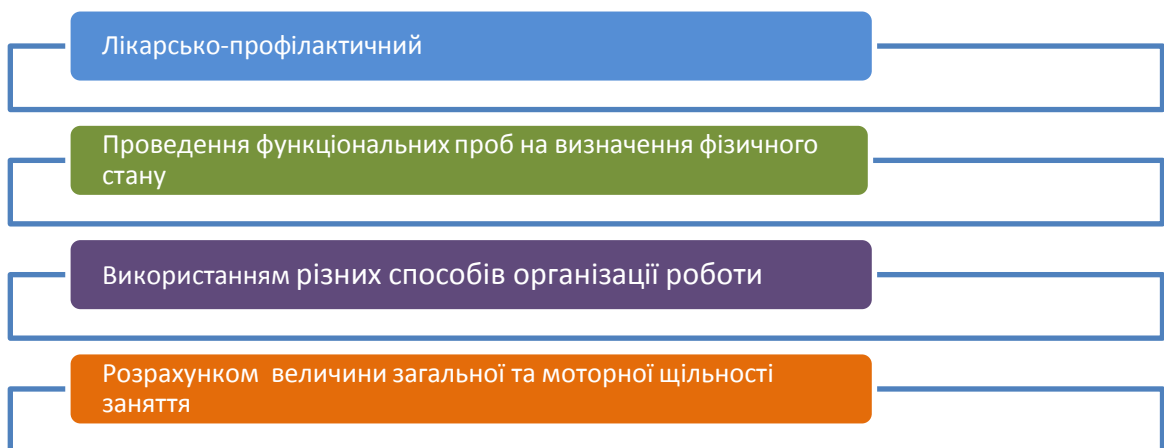 Лікарсько-профілактичний
Проведення функціональних проб на визначення фізичного
стану
Використанням різних способів організації роботи
Розрахунком величини загальної та моторної щільності
заняття